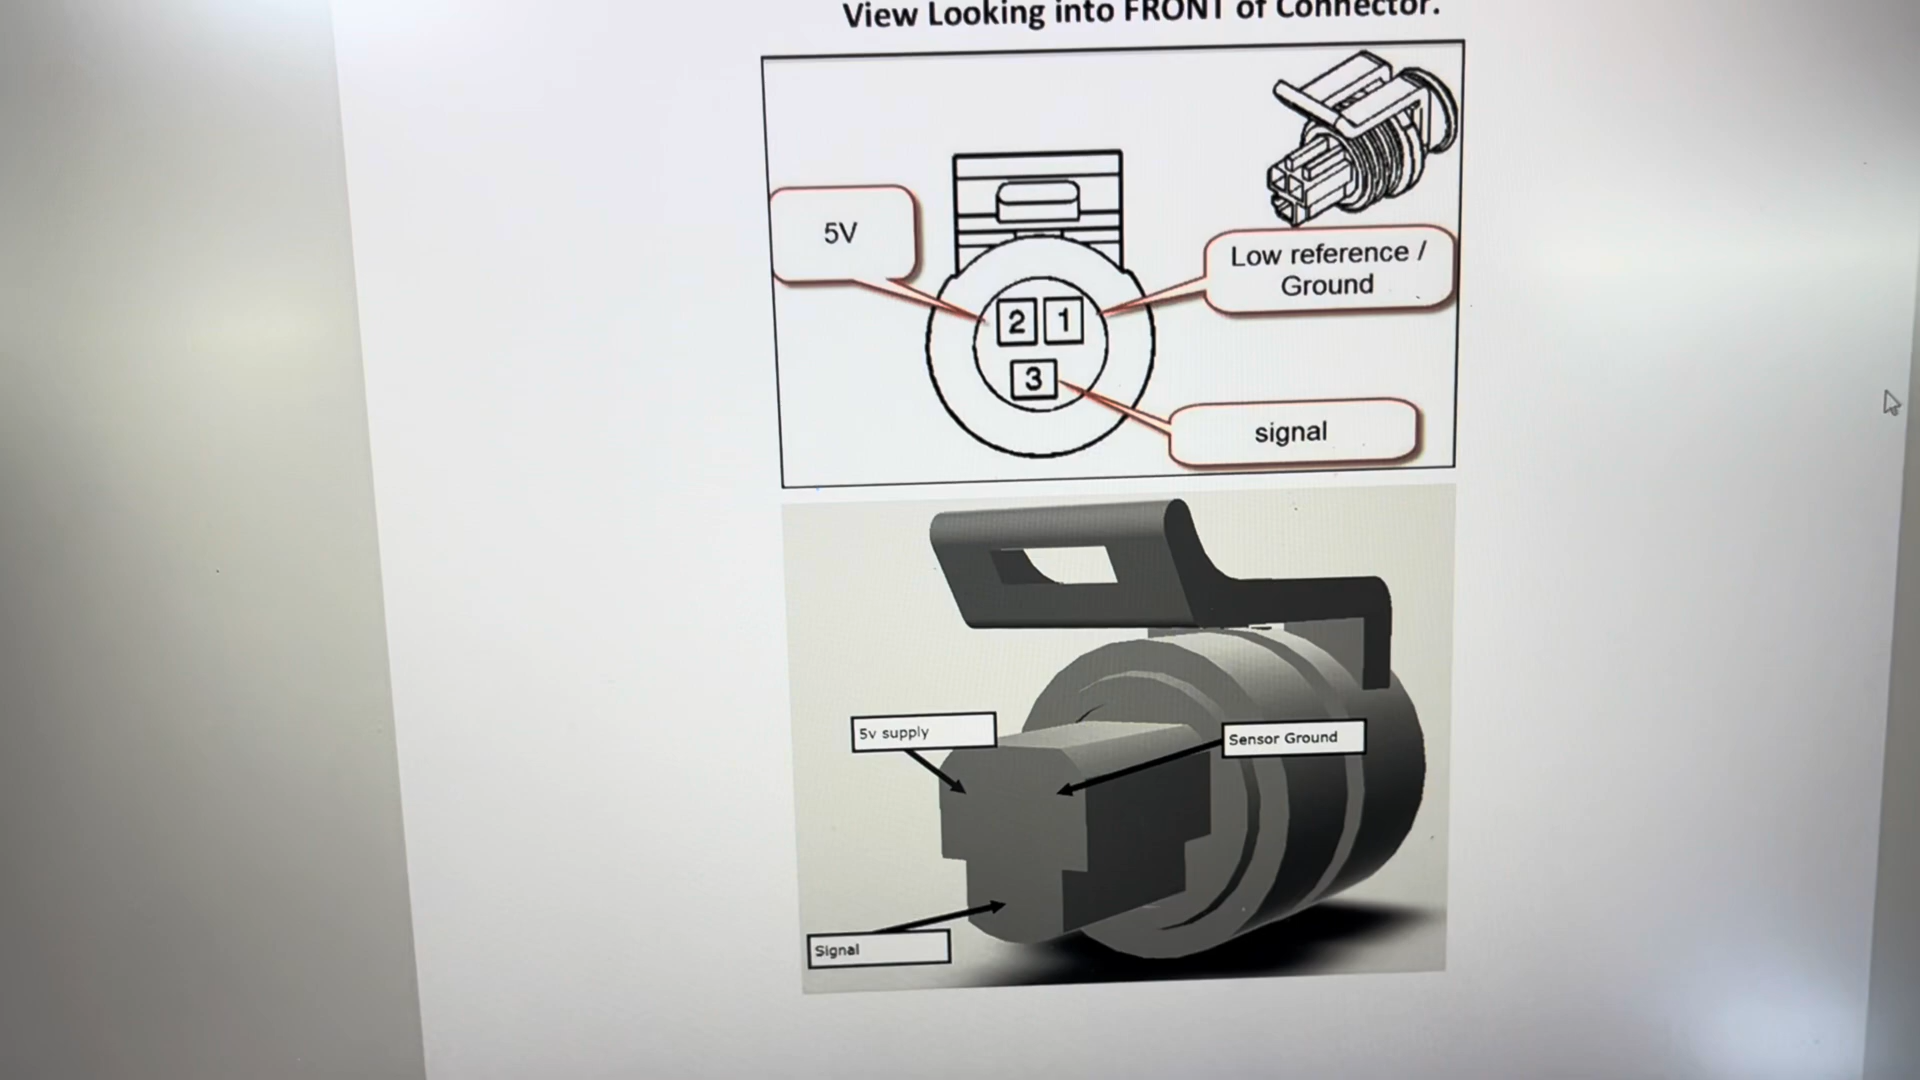 View Looking into FRONT of Connector.
5V
Low reference /
Ground
2 1
3
signal
5v supply
Sensor Ground
Signal